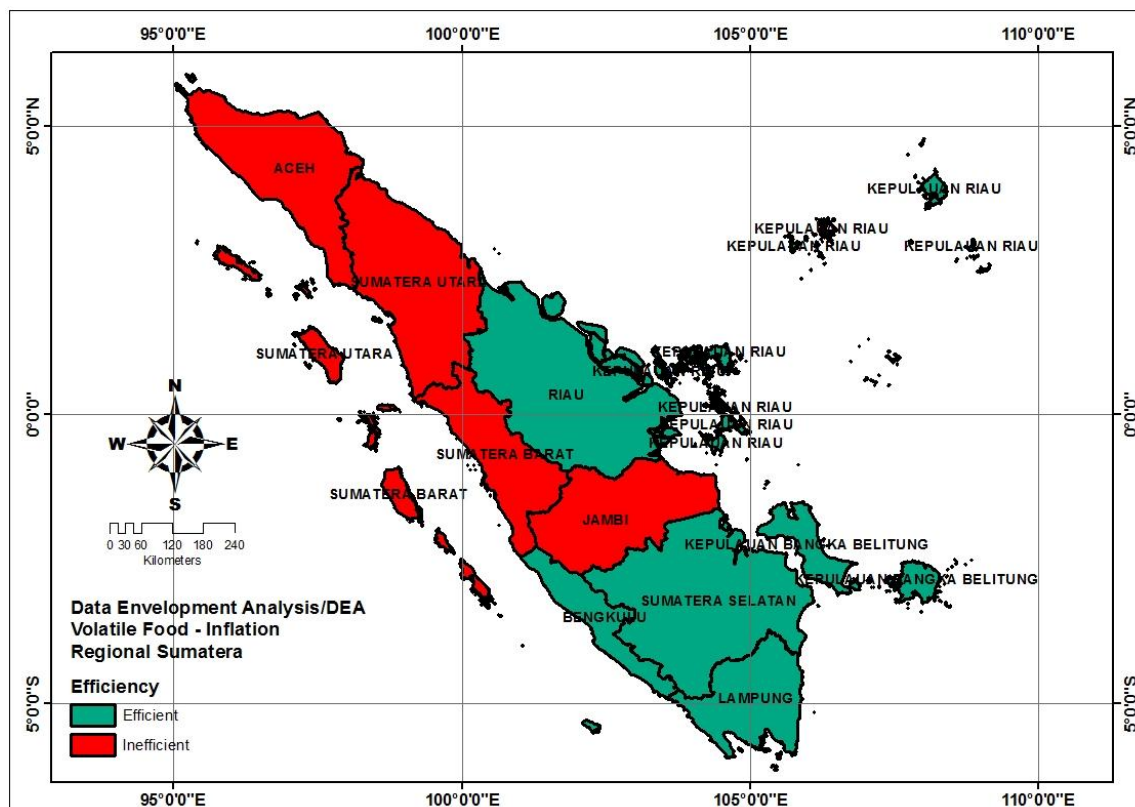 95°0'0"E 100°0'0"E 105°0'0"E 110°0'0"E
5°0'0"N 5°0'0"N
ACEH
KEPULAUAN RIAU
KEPULAUAN RIAU
KEPULAUAN RIAU
KEPULAUAN RIAU
SUMATERA UTARA
SUMATERA UTARA
KEPULAUAN RIAU
KEPULAUAN RIAU
RIAU
KEPULAUAN RIAU
0°0'0" 0°0'0"
KEPULAUAN RIAU
KEPULAUAN RIAU
N
W E
S
SUMATERA BARAT
SUMATERA BARAT
JAMBI
0 30 60 120 180 240
Kilometers
KEPULAUAN BANGKA BELITUNG
KEPULAUAN BANGKA BELITUNG
SUMATERA SELATAN
BENGKULU
LAMPUNG
Data Envelopment Analysis/DEA
Volatile Food - Inflation
Regional Sumatera
Efficiency
Efficient
Inefficient
5°0'0"S 5°0'0"S
95°0'0"E 100°0'0"E 105°0'0"E 110°0'0"E